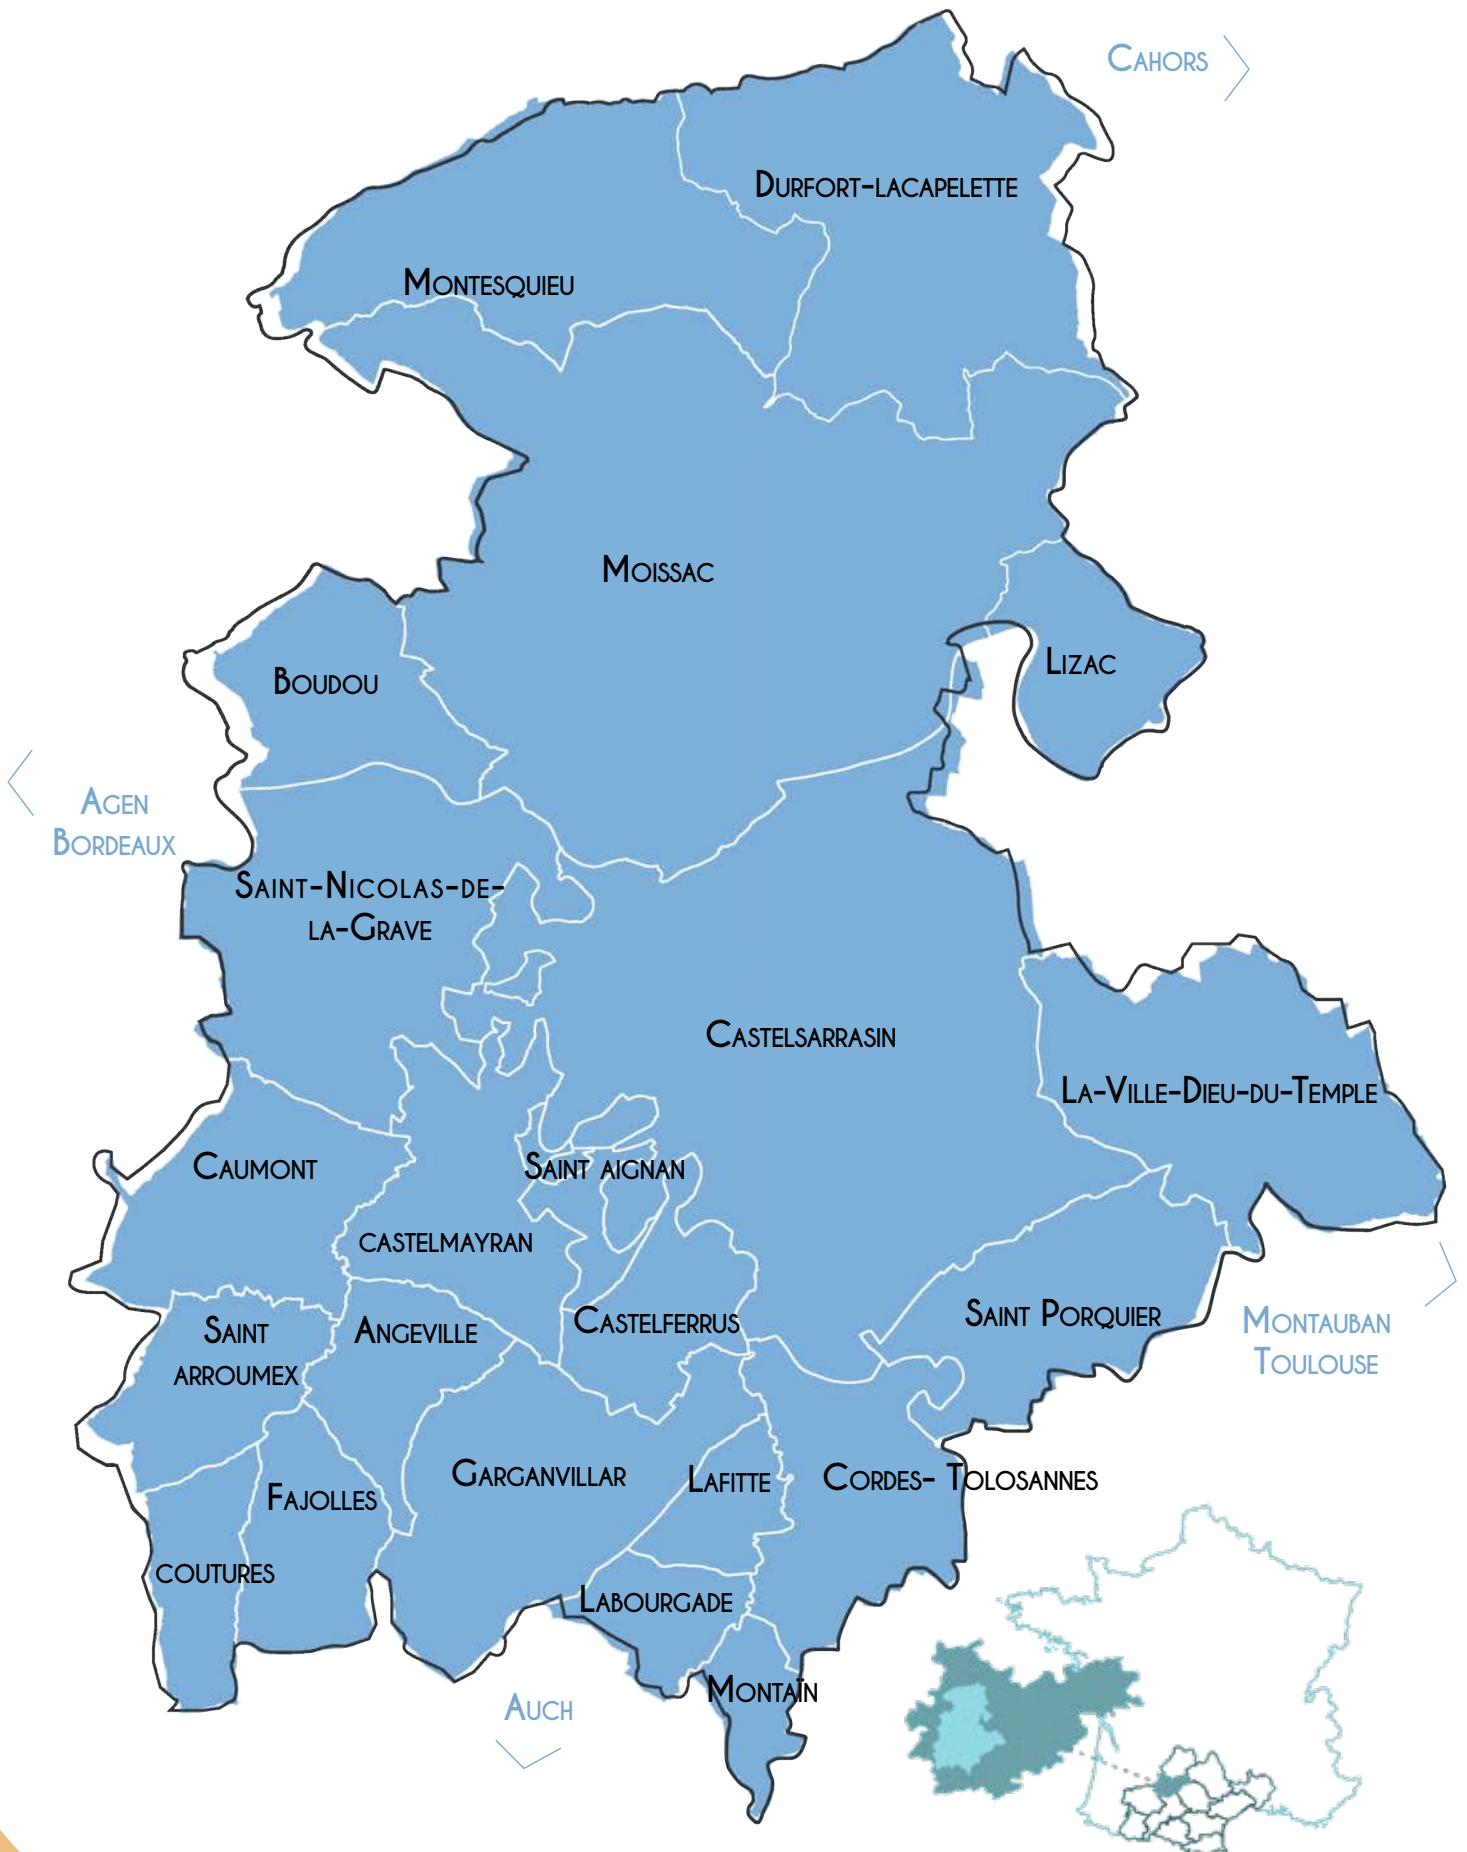 Cahors
Durfort-lacapelette
Montesquieu
Moissac
Lizac
Boudou
Agen
Bordeaux
Saint-Nicolas-de-
la-Grave
Castelsarrasin
La-Ville-Dieu-du-Temple
Caumont
Saint aignan
castelmayran
Saint Porquier
Castelferrus
Angeville
Saint
arroumex
Montauban
Toulouse
Garganvillar
Lafitte
Cordes- Tolosannes
Fajolles
coutures
Labourgade
Montaïn
Auch